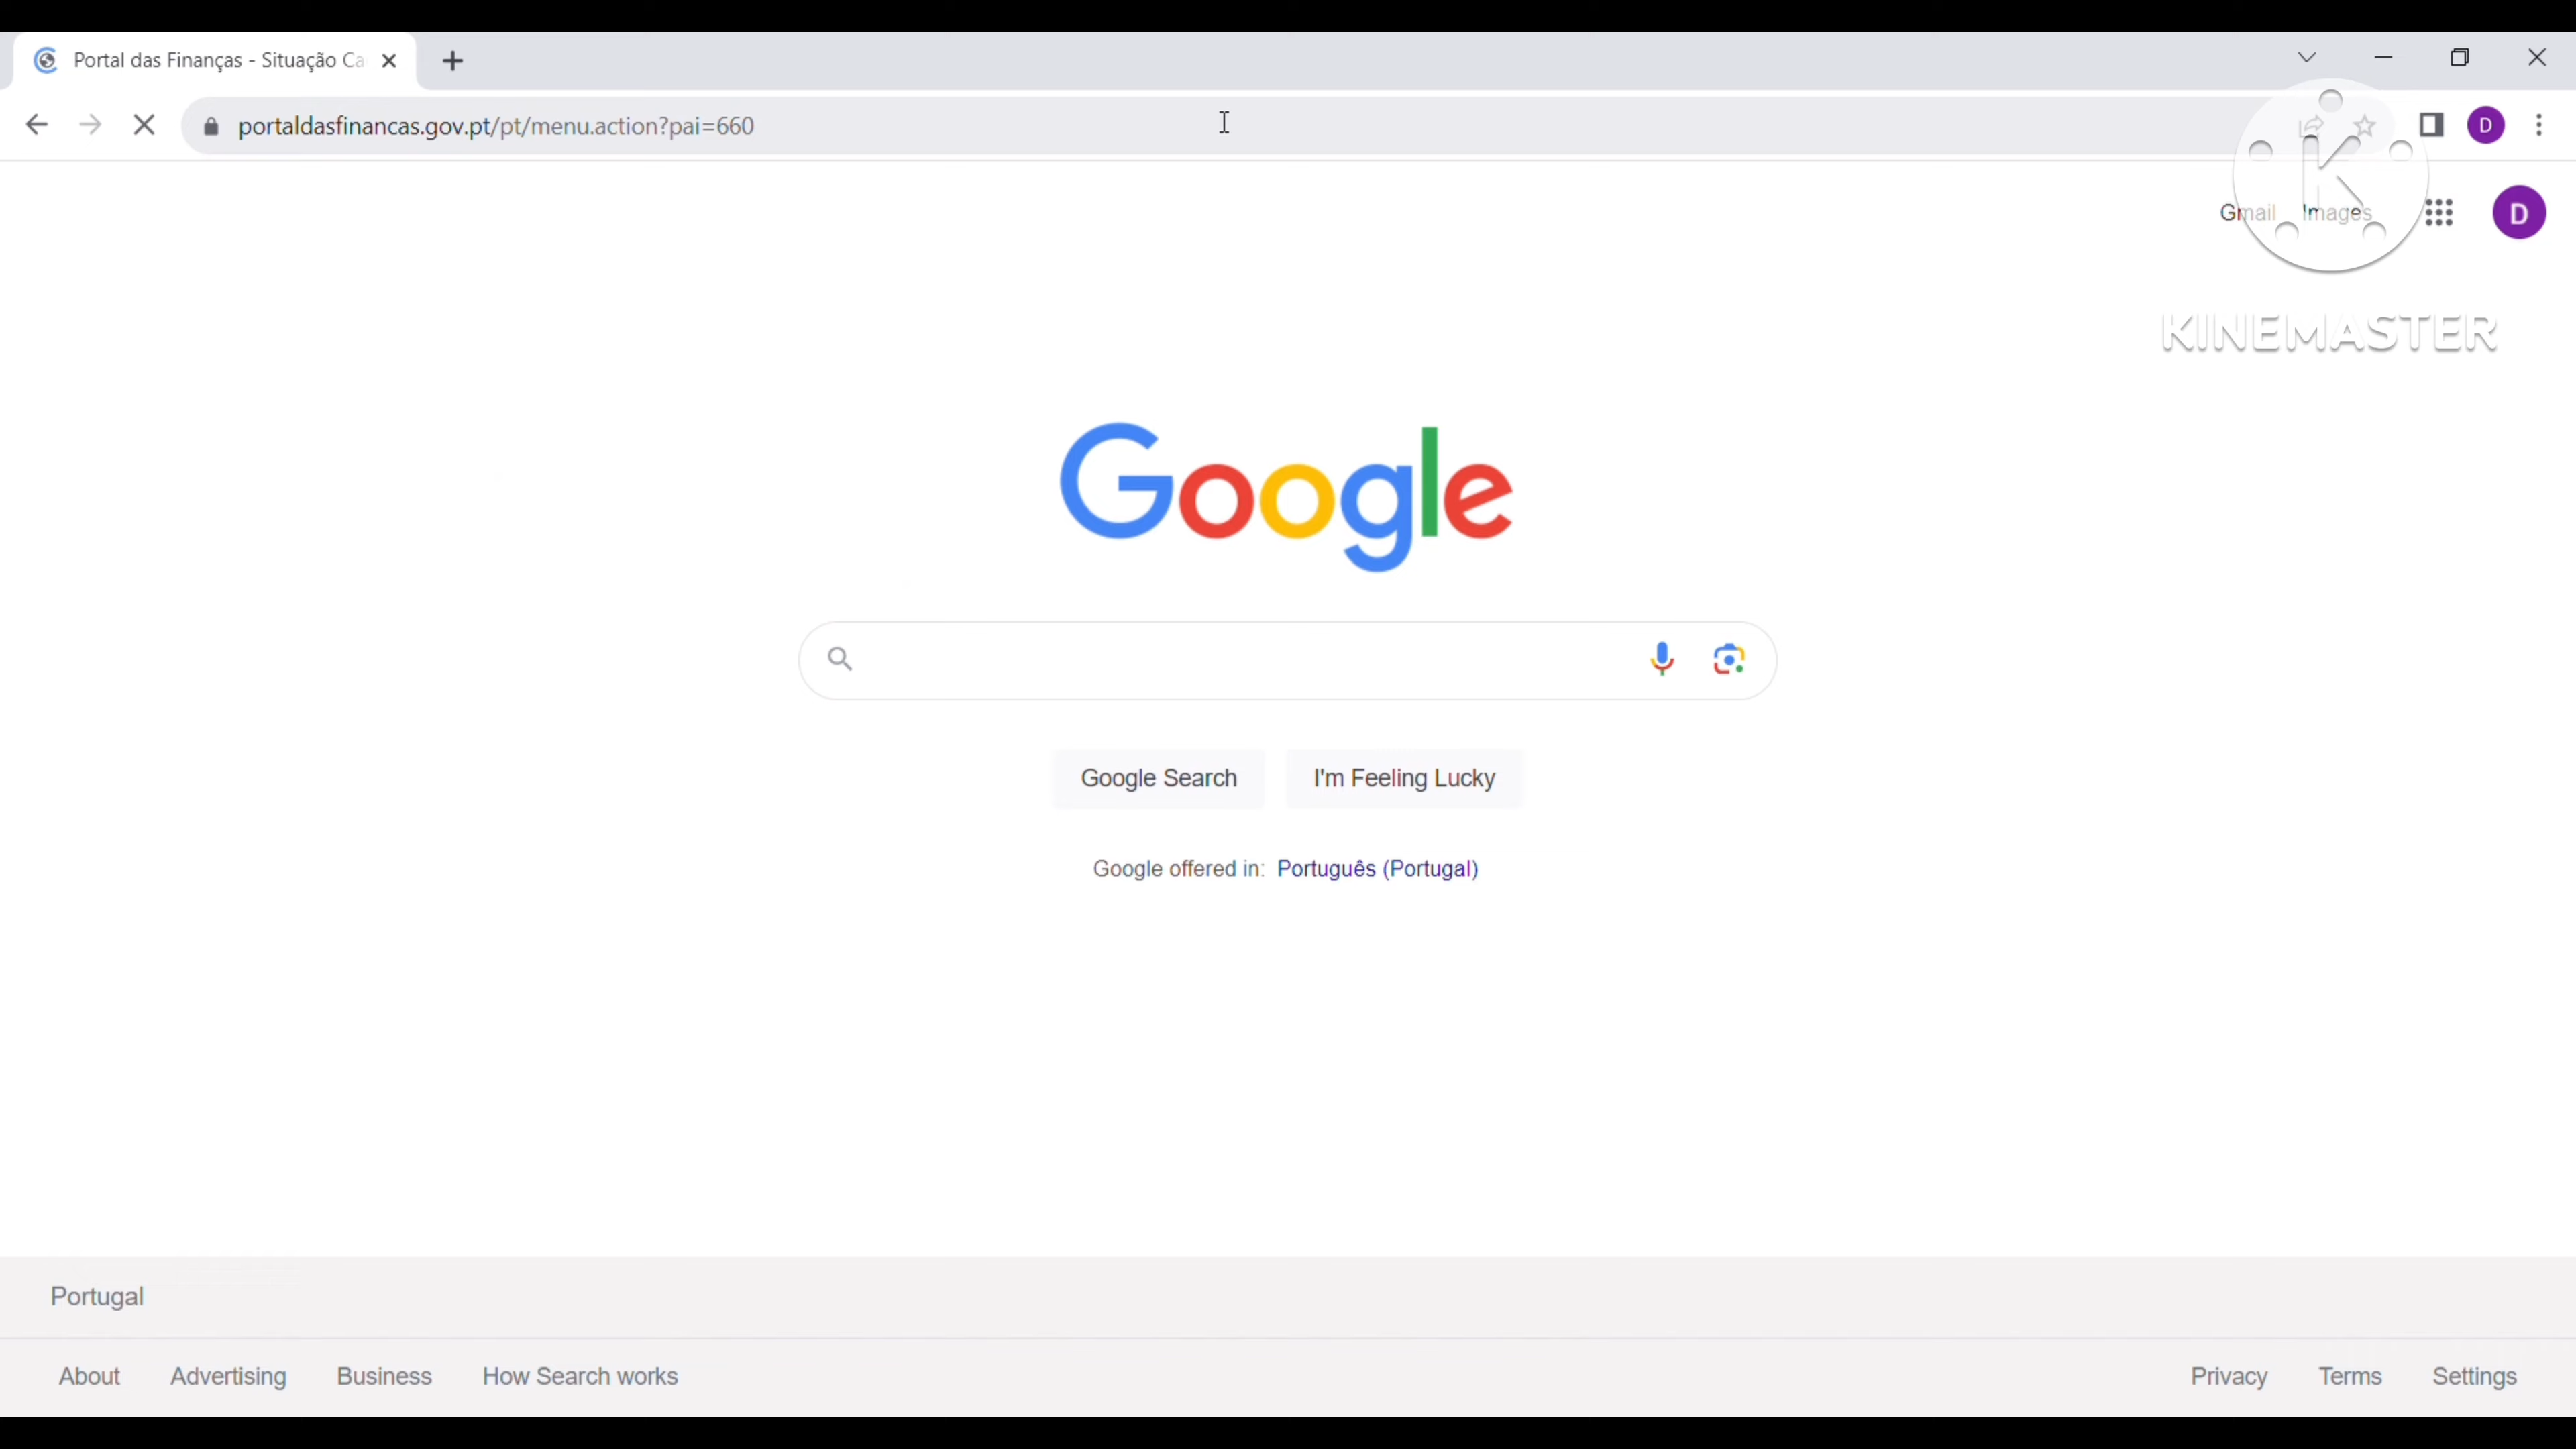 Portal das Finanças - Situação Ca
portaldasfinancas.gov.pt/pt/menu.action?pai=660
D
Gmail Images
D
K
KINEMASTER
Google
Google Search I'm Feeling Lucky
Google offered in: Português (Portugal)
Portugal
About Advertising Business How Search works Privacy Terms Settings